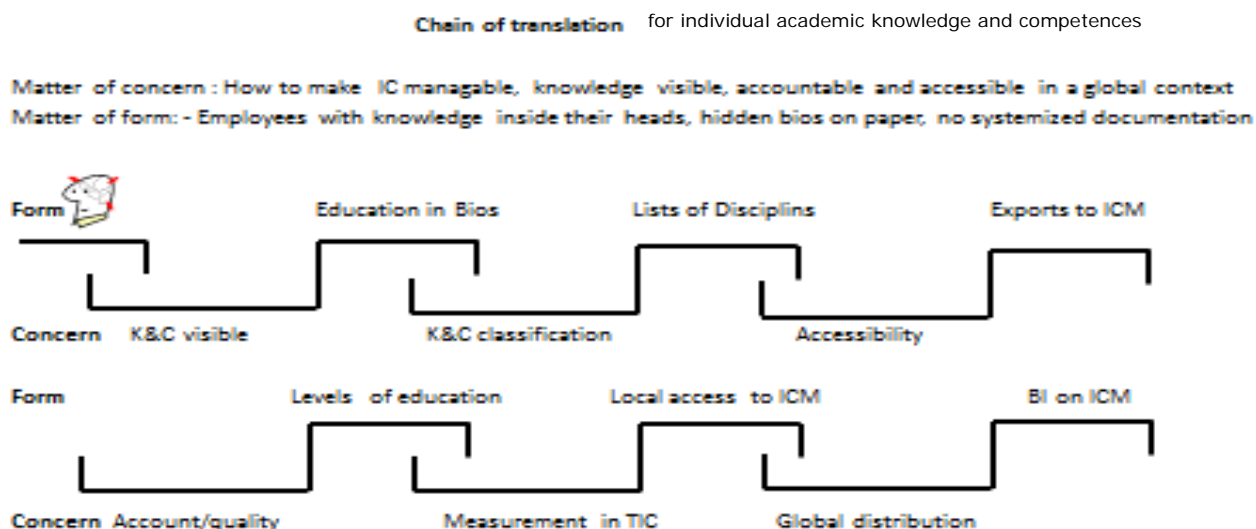 Chain of translation for individual academic knowledge and competences
Matter of concern : How to make IC managable, knowledge visible, accountable and accessible in a global context
Matter of form: - Employees with knowledge inside their heads, hidden bios on paper, no systemized documentation
Form Education in Bios Lists of Disciplins Exports to ICM
Concern K&C visible K&C classification Accessibility
Form Levels of education Local access to ICM BI on ICM
Concern Account/quality Measurement in TIC Global distribution